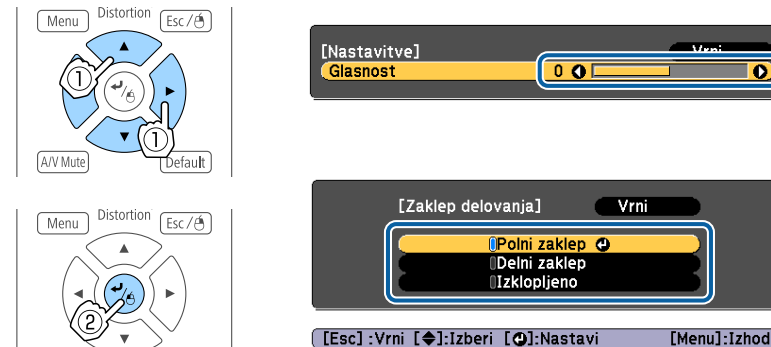 Menu
Distortion
Esc/
[Nastavitve] Vrni
Glasnost 0
1
1
A/V Mute
Default
[Zaklep delovanja] Vrni
Menu
Distortion
Esc/
Polni zaklep
Delni zaklep
Izklopljeno
2
[Esc] :Vrni [ ]:Izberi [ ]:Nastavi [Menu]:Izhod